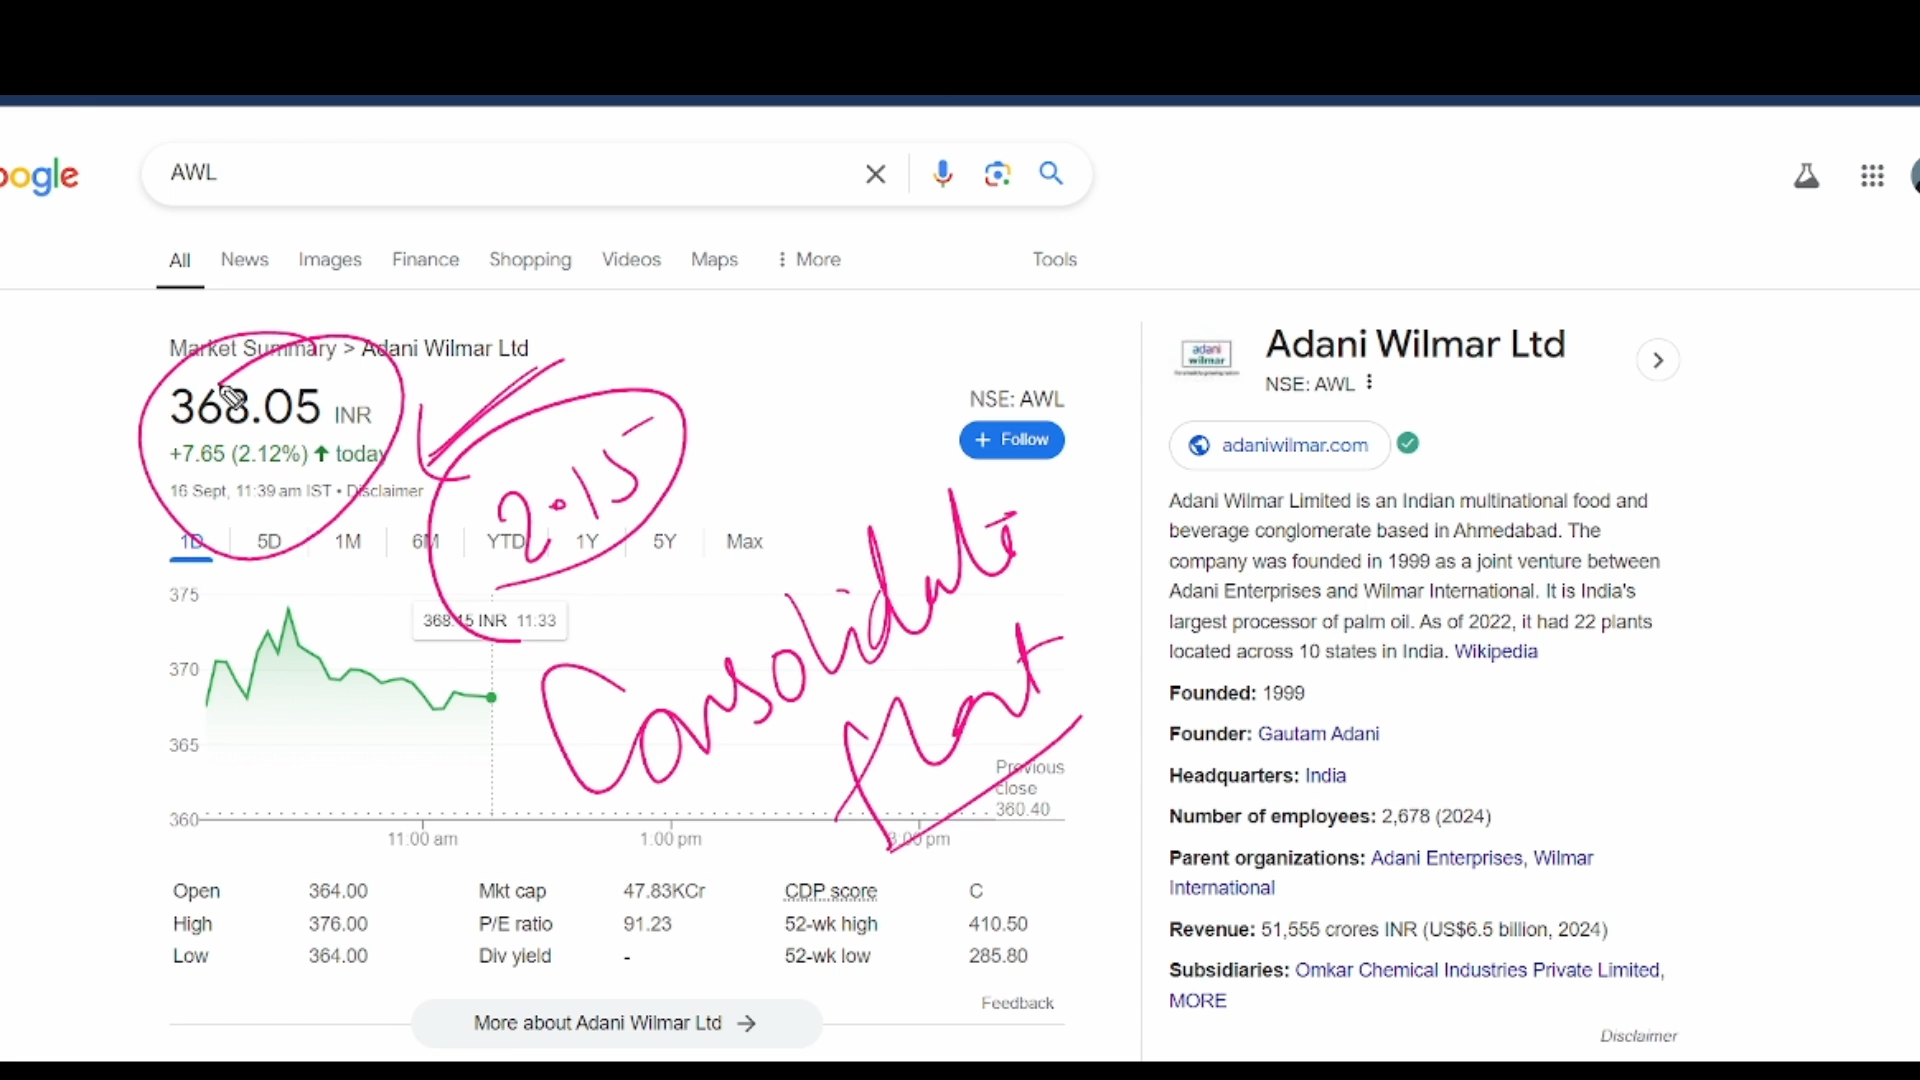 oogle
AWL
All News Images Finance Shopping Videos Maps More Tools
Market Summary > Adani Wilmar Ltd
368.05 INR
+7.65 (2.12%) today
16 Sept, 11:39 am IST • Disclaimer
NSE: AWL
+ Follow
1D 5D 1M 6M YTD 1Y 5Y Max
2.15
Consolidate
375
368.15 INR 11:33
370
365
360
Previous
close
360.40
11:00 am 1:00 pm 3:00 pm
Open 364.00 Mkt cap 47.83KCr CDP score C
High 376.00 P/E ratio 91.23 52-wk high 410.50
Low 364.00 Div yield - 52-wk low 285.80
Feedback
More about Adani Wilmar Ltd
adani
wilmar
Adani Wilmar Ltd
NSE: AWL
adaniwilmar.com
Adani Wilmar Limited is an Indian multinational food and
beverage conglomerate based in Ahmedabad. The
company was founded in 1999 as a joint venture between
Adani Enterprises and Wilmar International. It is India's
largest processor of palm oil. As of 2022, it had 22 plants
located across 10 states in India. Wikipedia
Founded: 1999
Founder: Gautam Adani
Headquarters: India
Number of employees: 2,678 (2024)
Parent organizations: Adani Enterprises, Wilmar
International
Revenue: 51,555 crores INR (US$6.5 billion, 2024)
Subsidiaries: Omkar Chemical Industries Private Limited,
MORE
Disclaimer